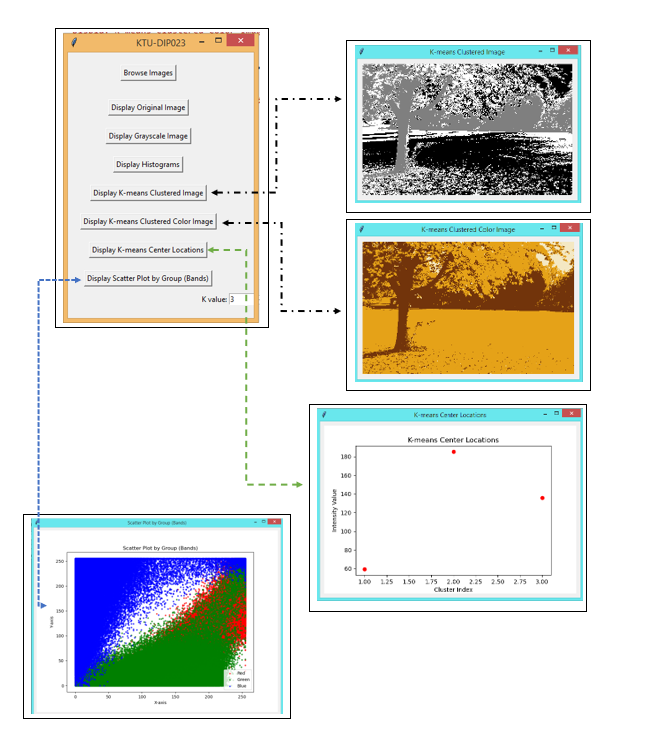 KTU-DIP023
Browse Images
Display Original Image
Display Grayscale Image
Display Histograms
Display K-means Clustered Image
Display K-means Clustered Color Image
Display K-means Center Locations
Display Scatter Plot by Group (Bands)
K value: 3
K-means Clustered Image
K-means Clustered Color Image
K-means Center Locations
K-means Center Locations
Intensity Value
180
160
140
120
100
80
60
1.00 1.25 1.50 1.75 2.00 2.25 2.50 2.75 3.00
Cluster Index
Scatter Plot by Group (Bands)
Scatter Plot by Group (Bands)
Y-axis
250
200
150
100
50
0
Red
Green
Blue
0 50 100 150 200 250
X-axis